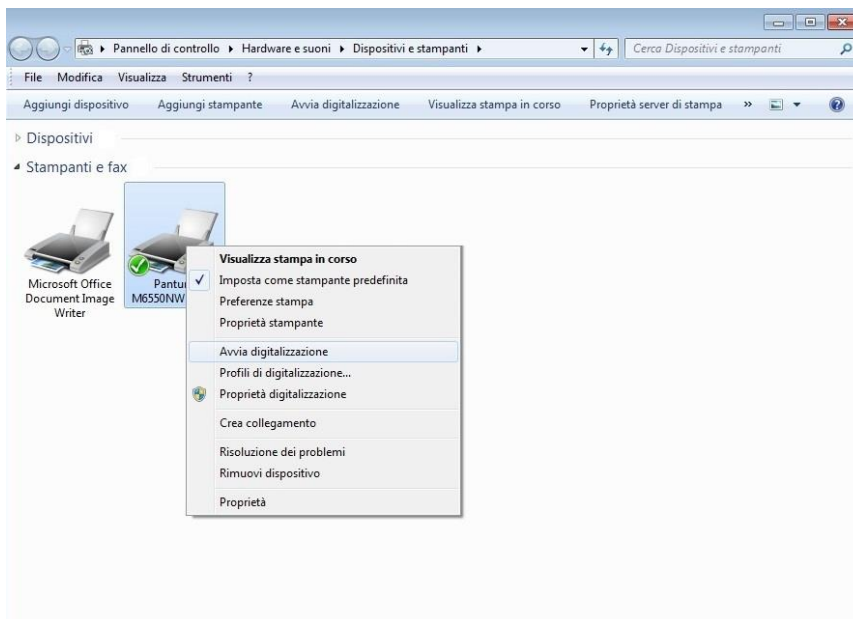 Pannello di controllo ▸ Hardware e suoni ▸ Dispositivi e stampanti ▸ Cerca Dispositivi e stampanti
File Modifica Visualizza Strumenti ?
Aggiungi dispositivo Aggiungi stampante Avvia digitalizzazione Visualizza stampa in corso Proprietà server di stampa »
Dispositivi
Stampanti e fax
Microsoft Office
Document Image
Writer
M6550NW
Visualizza stampa in corso
Imposta come stampante predefinita
Preferenze stampa
Proprietà stampante
Avvia digitalizzazione
Profili di digitalizzazione...
Proprietà digitalizzazione
Crea collegamento
Risoluzione dei problemi
Rimuovi dispositivo
Proprietà